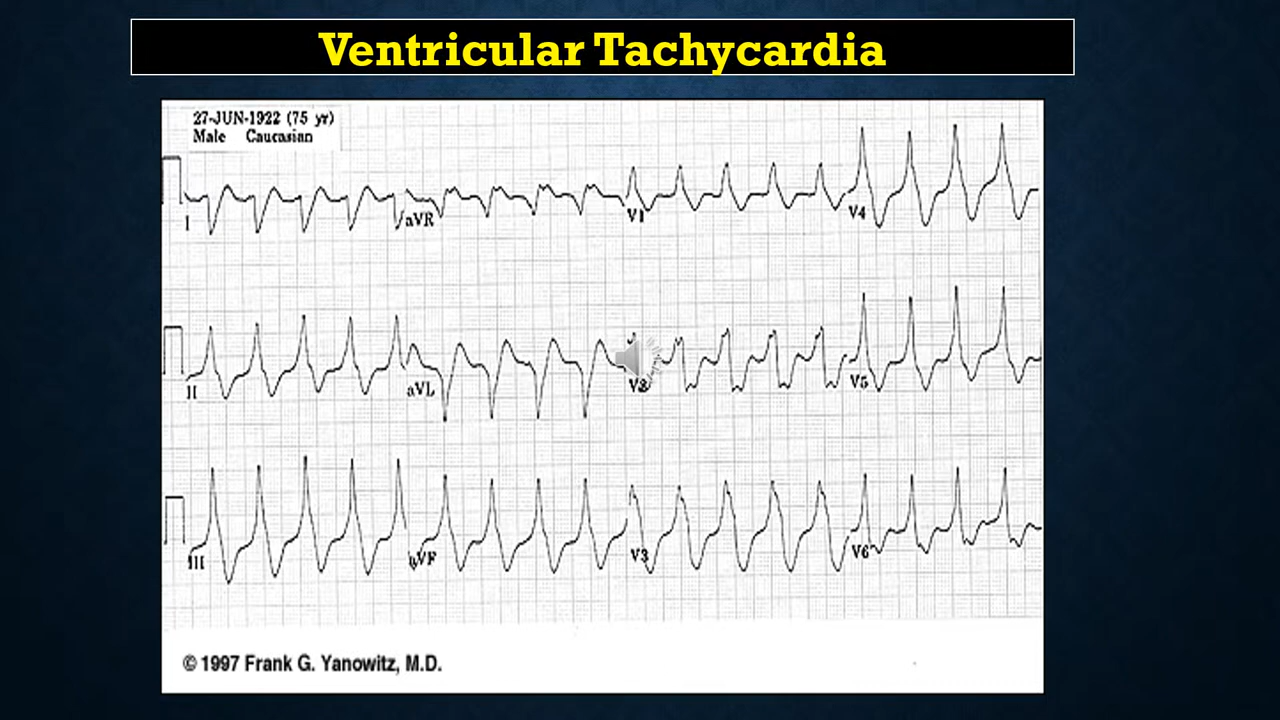 Ventricular Tachycardia
27-JUN-1922 (75 yr)
Male Caucasian
I
aVR
V1
V4
II
aVL
V2
V5
III
aVF
V3
V6
© 1997 Frank G. Yanowitz, M.D.